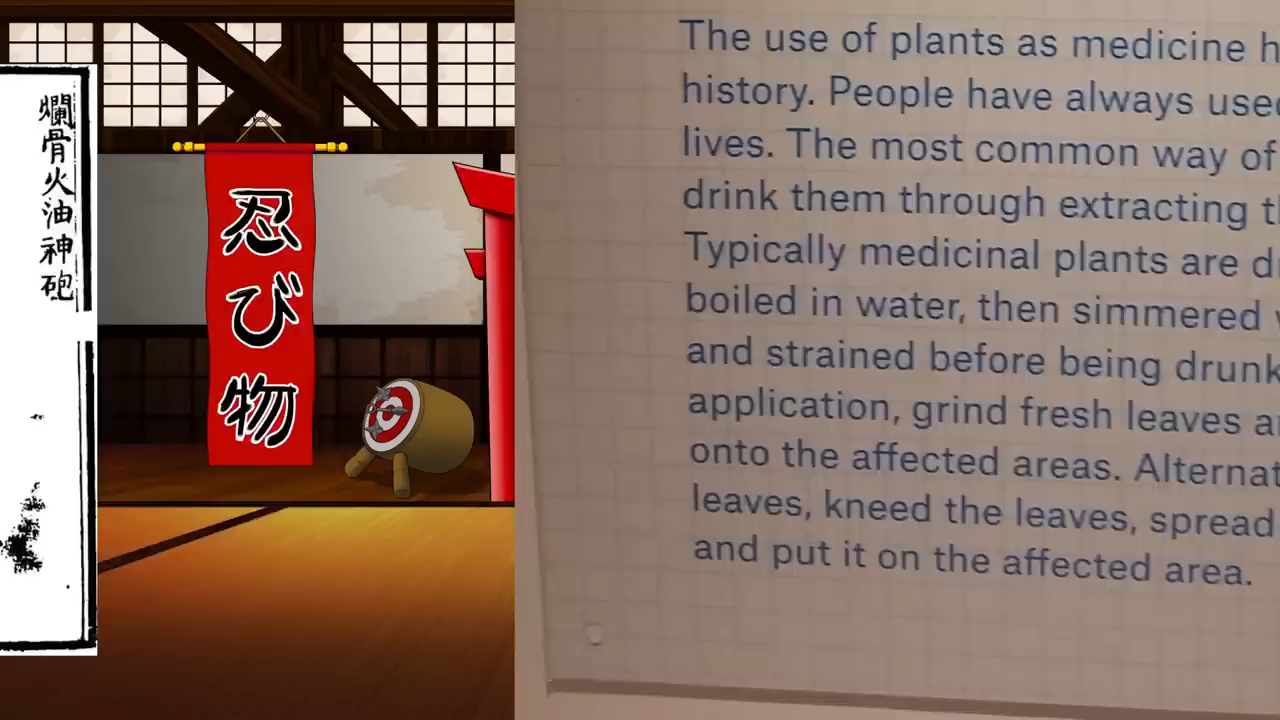 爛骨火油神砲
忍び物
The use of plants as medicine h
history. People have always use
lives. The most common way of
drink them through extracting t
Typically medicinal plants are d
boiled in water, then simmered
and strained before being drunk
application, grind fresh leaves a
onto the affected areas. Alternat
leaves, kneed the leaves, spread
and put it on the affected area.